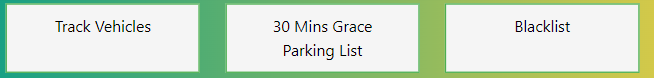 Track Vehicles
30 Mins Grace
Parking List
Blacklist